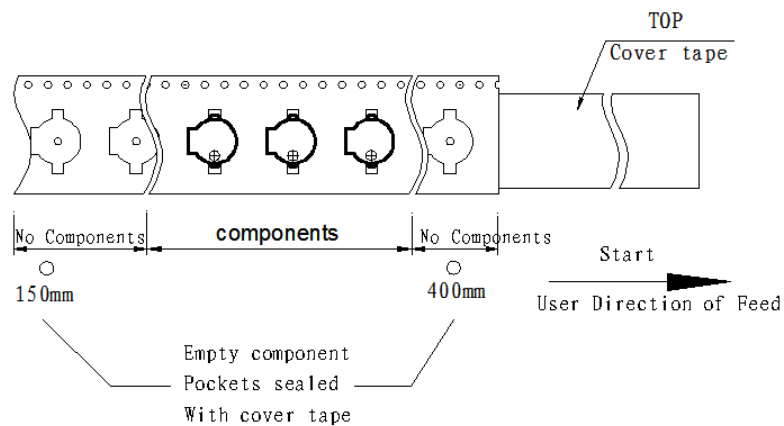 TOP
Cover tape
No Components
components
No Components
150mm
400mm
Start
User Direction of Feed
Empty component
Pockets sealed
With cover tape